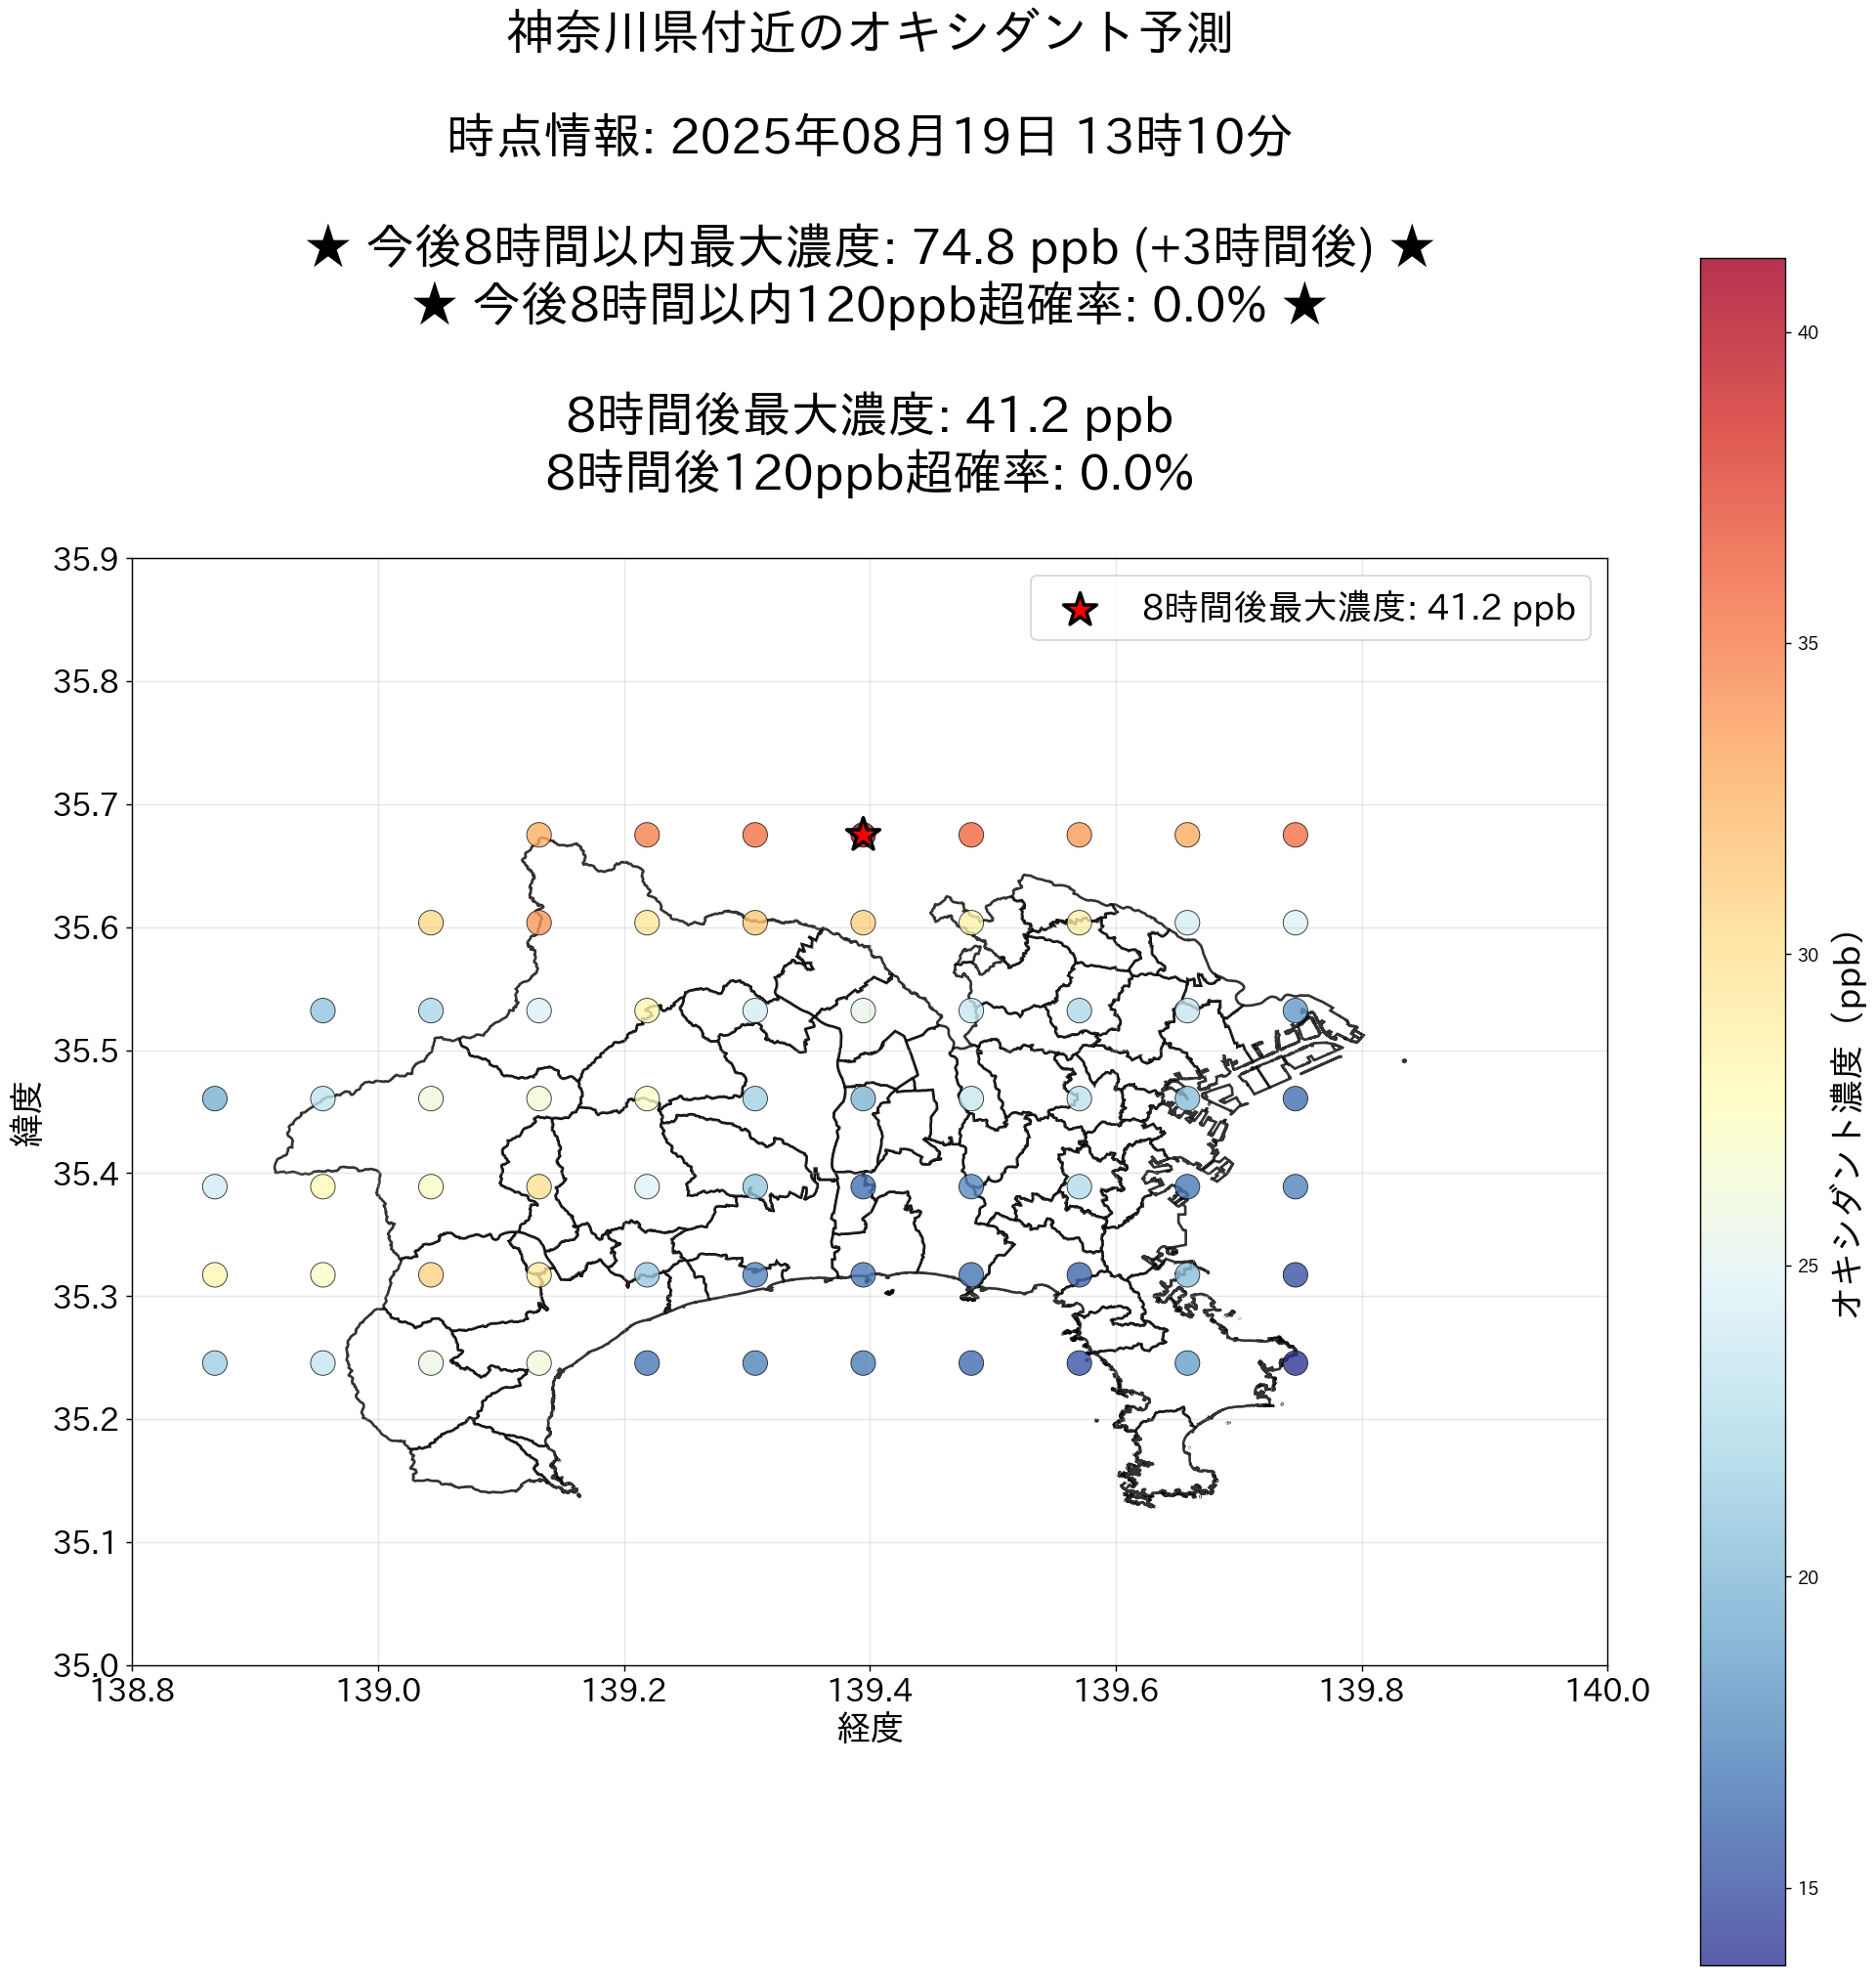 神奈川県付近のオキシダント予測
時点情報: 2025年08月19日 13時10分
★ 今後8時間以内最大濃度: 74.8 ppb (+3時間後) ★
★ 今後8時間以内120ppb超確率: 0.0% ★
8時間後最大濃度: 41.2 ppb
8時間後120ppb超確率: 0.0%
8時間後最大濃度: 41.2 ppb
35.9
35.8
35.7
35.6
35.5
35.4
35.3
35.2
35.1
35.0
緯度
138.8
139.0
139.2
139.4
139.6
139.8
140.0
経度
40
35
30
25
20
15
オキシダント濃度 (ppb)